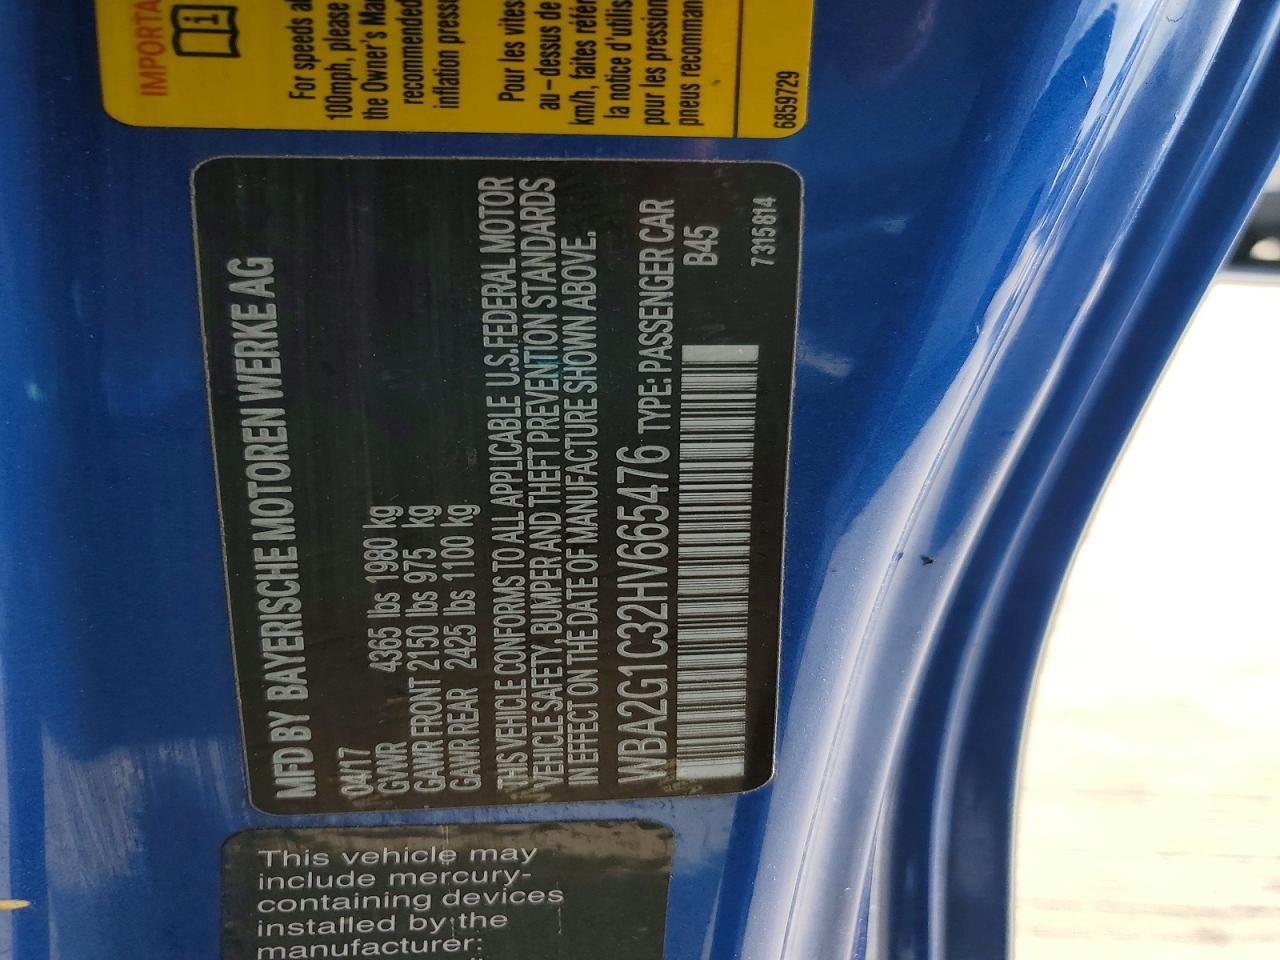 IMPORTA
For speeds ab
100mph, please
the Owner's Man
recommended
inflation pressu
Pour les vites
au-dessus de
km/h, faites référ
la notice d'utilis
pour les pression
pneus recomman
6859729
MFD BY BAYERISCHE MOTOREN WERKE AG
04/17
GVWR 4365 lbs 1980 kg
GAWR FRONT 2150 lbs 975 kg
GAWR REAR 2425 lbs 1100 kg
THIS VEHICLE CONFORMS TO ALL APPLICABLE U.S.FEDERAL MOTOR
VEHICLE SAFETY, BUMPER AND THEFT PREVENTION STANDARDS
IN EFFECT ON THE DATE OF MANUFACTURE SHOWN ABOVE.
WBA2G1C32HV665476 TYPE: PASSENGER CAR
B45
7315814
This vehicle may
include mercury-
containing devices
installed by the
manufacturer: